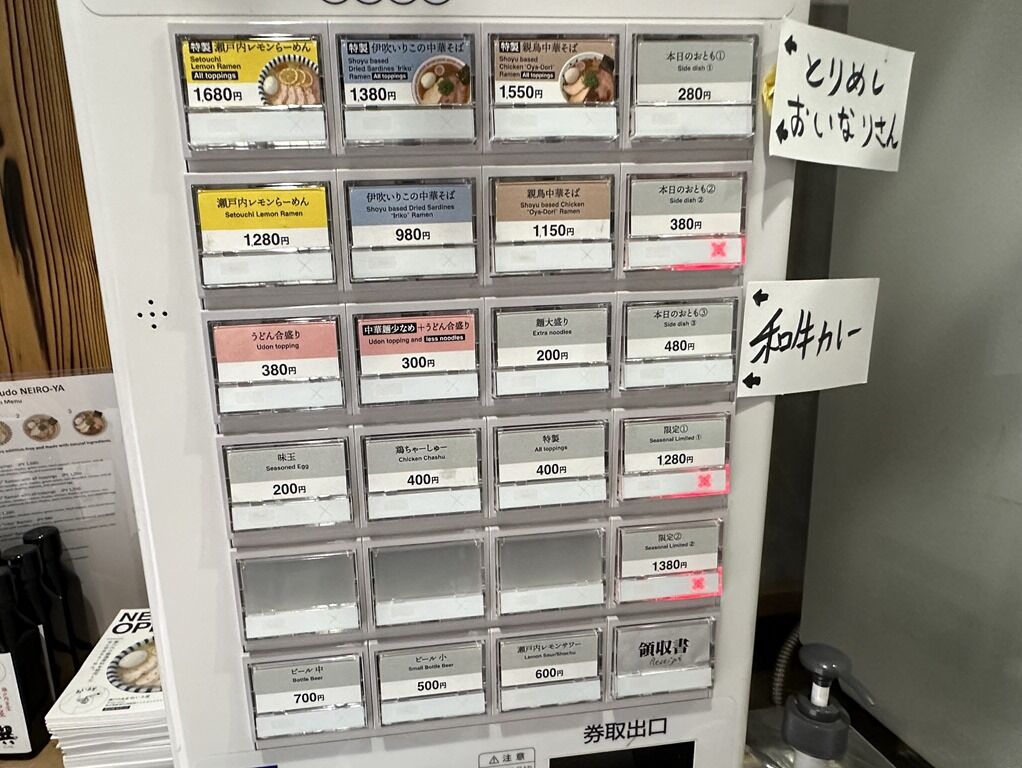 特製 瀬戸内レモンらーめん
Setouchi
Lemon Ramen
All toppings
1,680円
特製 伊吹いりこの中華そば
Shoyu based
Dried Sardines "Iriko"
Ramen All toppings
1,380円
特製 親鳥中華そば
Shoyu based
Chicken "Oya-Dori"
Ramen All toppings
1,550円
本日のおとも①
Side dish ①
280円
とりめし
おいなりさん
瀬戸内レモンらーめん
Setouchi Lemon Ramen
1,280円
伊吹いりこの中華そば
Shoyu based Dried Sardines
"Iriko" Ramen
980円
親鳥中華そば
Shoyu based Chicken
"Oya-Dori" Ramen
1,150円
本日のおとも②
Side dish ②
380円
うどん合盛り
Udon topping
380円
中華麺少なめ+うどん合盛り
Udon topping and less noodles
300円
麺大盛り
Extra noodles
200円
本日のおとも③
Side dish ③
480円
和牛カレー
味玉
Seasoned Egg
200円
鶏ちゃーしゅー
Chicken Chashu
400円
特製
All toppings
400円
限定①
Seasonal Limited ①
1,280円
限定②
Seasonal Limited ②
1,380円
ビール 中
Bottle Beer
700円
ビール 小
Small Bottle Beer
500円
瀬戸内レモンサワー
Lemon Sour/Shochu
600円
領収書
Receipt
券取出口
注意
udo NEIRO-YA
Menu
NE
OP